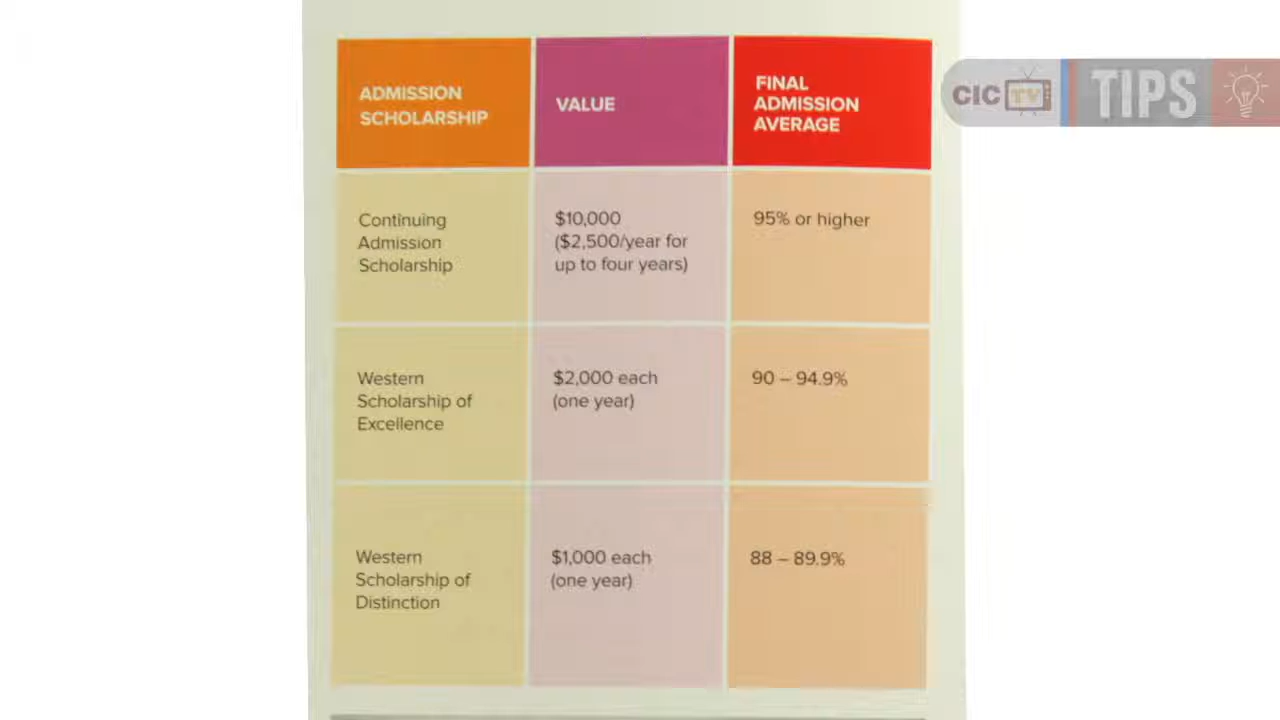 ADMISSION
SCHOLARSHIP
VALUE
FINAL
ADMISSION
AVERAGE
Continuing
Admission
Scholarship
$10,000
($2,500/year for
up to four years)
95% or higher
Western
Scholarship of
Excellence
$2,000 each
(one year)
90 – 94.9%
Western
Scholarship of
Distinction
$1,000 each
(one year)
88 – 89.9%
CIC TV TIPS